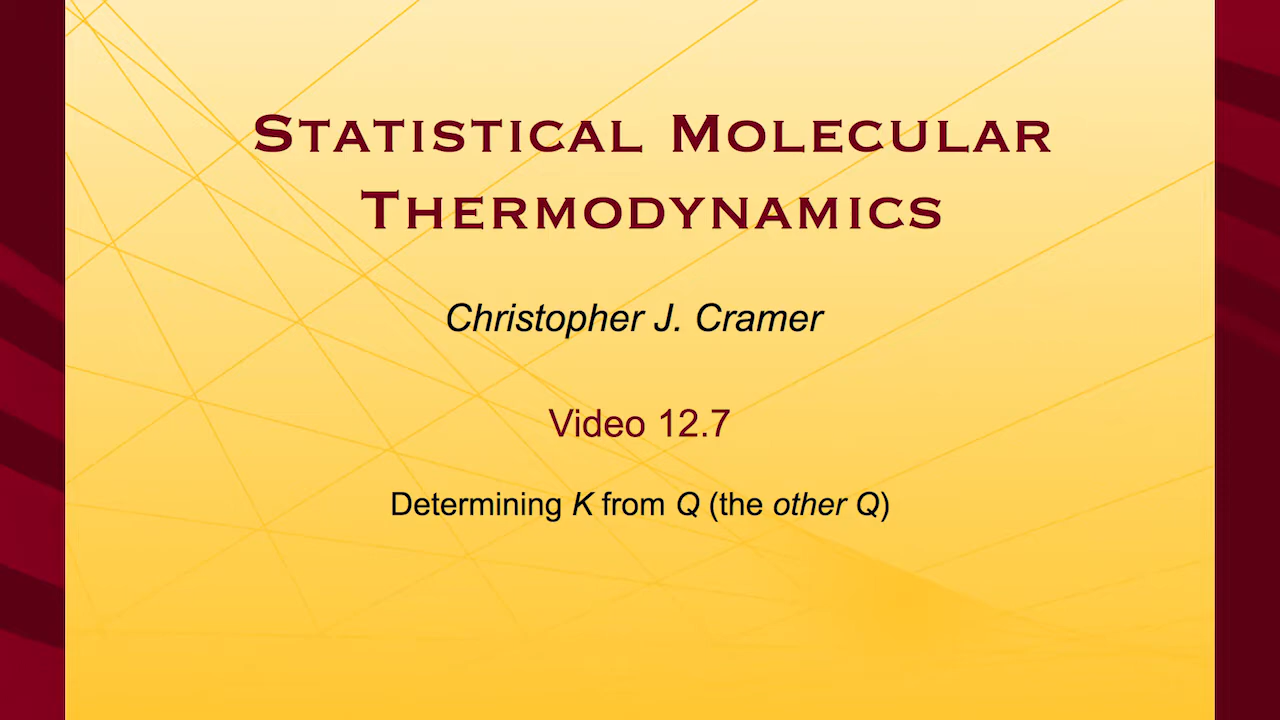 Statistical Molecular
Thermodynamics
Christopher J. Cramer
Video 12.7
Determining K from Q (the other Q)